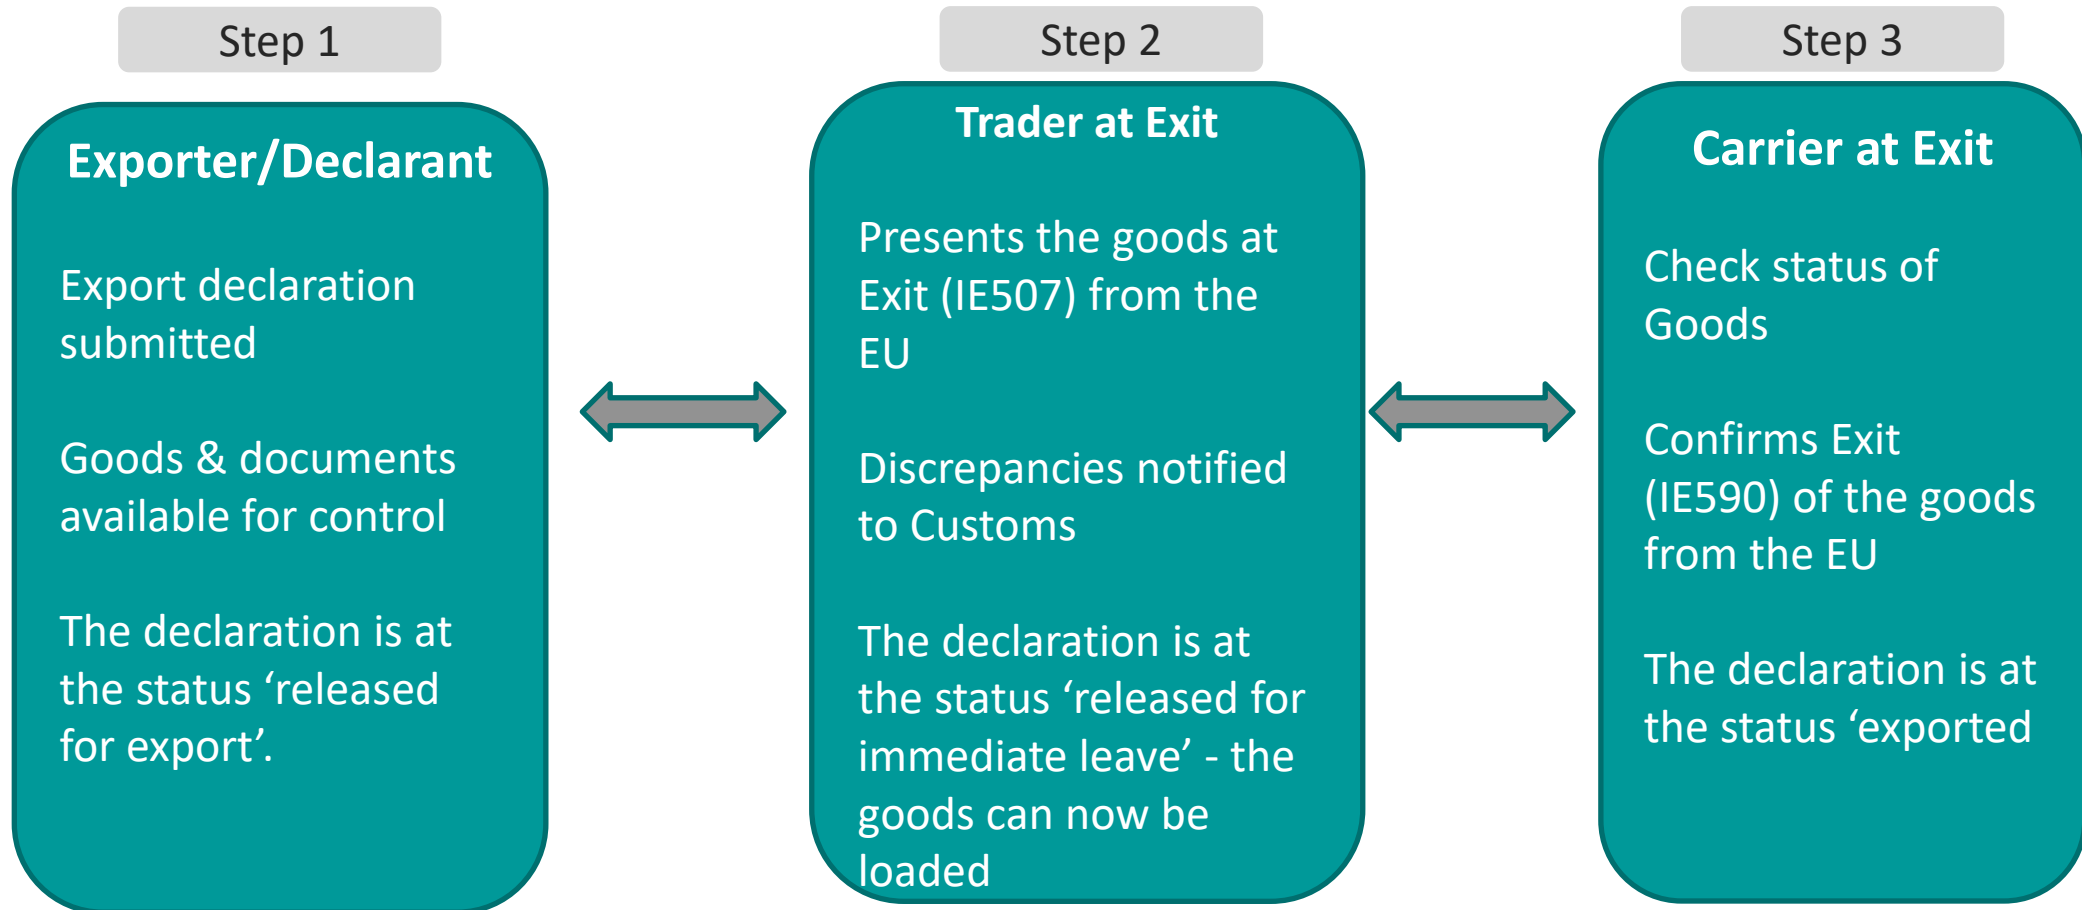 Step 1
Exporter/Declarant
Export declaration
submitted
Goods & documents
available for control
The declaration is at
the status ‘released
for export’.
Step 2
Trader at Exit
Presents the goods at
Exit (IE507) from the
EU
Discrepancies notified
to Customs
The declaration is at
the status ‘released for
immediate leave’ - the
goods can now be
loaded
Step 3
Carrier at Exit
Check status of
Goods
Confirms Exit
(IE590) of the goods
from the EU
The declaration is at
the status ‘exported